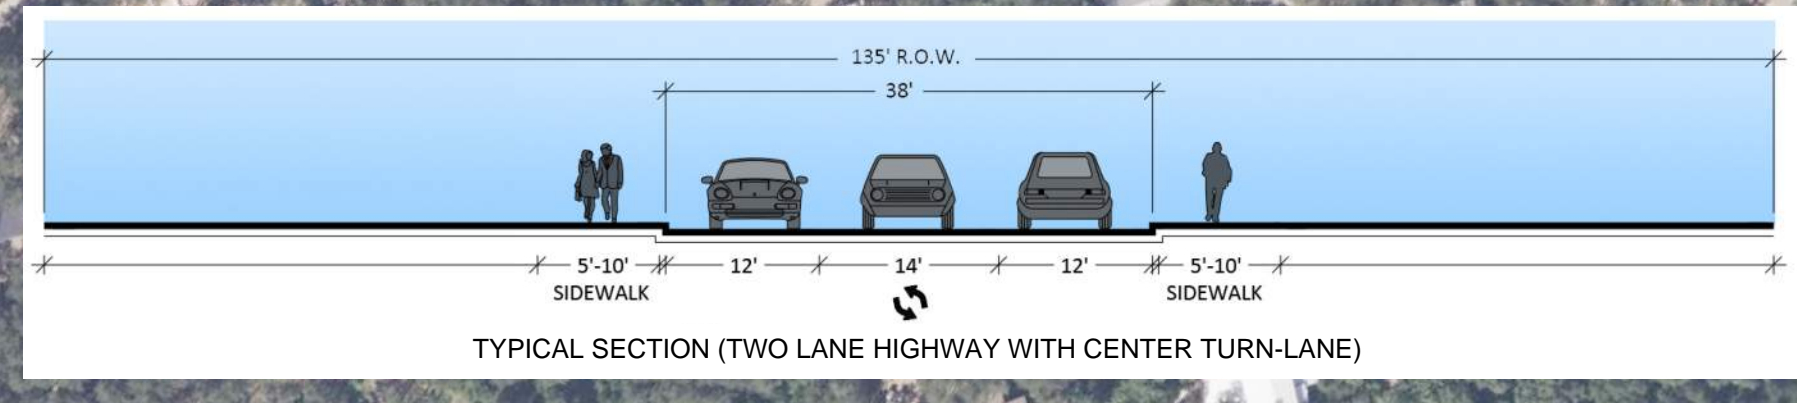 135' R.O.W.
38'
5'-10' 12' 14' 12' 5'-10'
SIDEWALK SIDEWALK
TYPICAL SECTION (TWO LANE HIGHWAY WITH CENTER TURN-LANE)